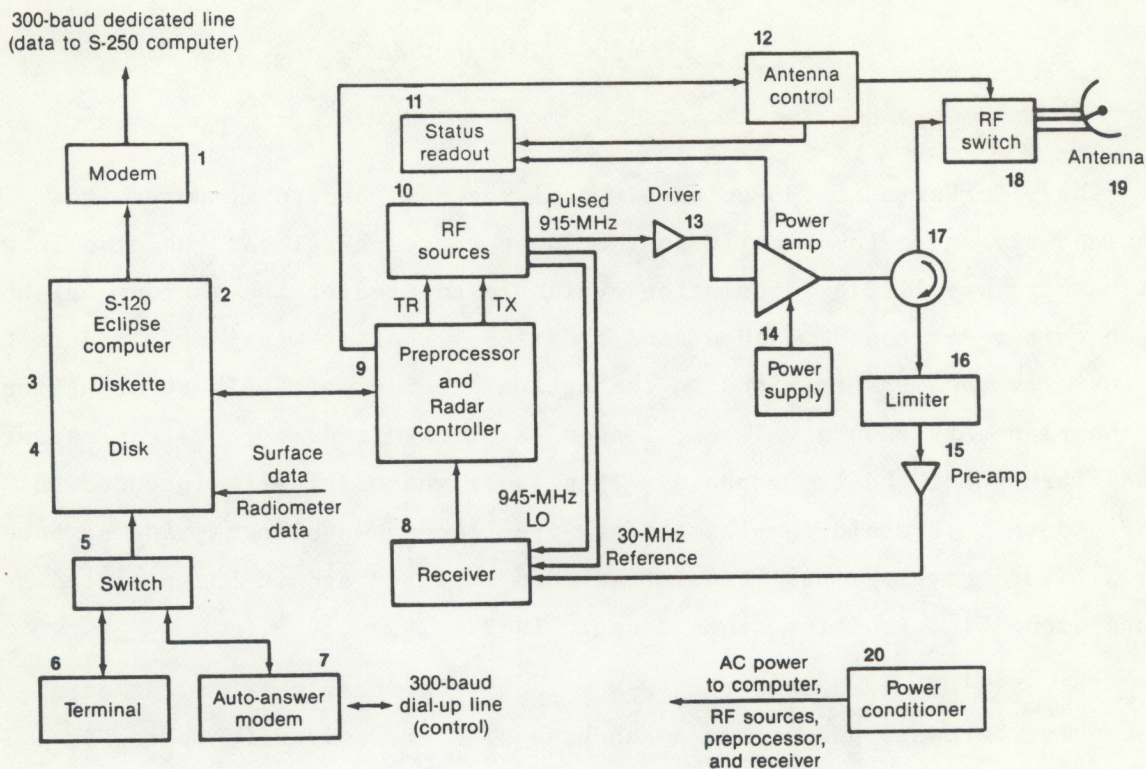 300-baud dedicated line
(data to S-250 computer)
Modem
1
2
S-120
Eclipse
computer
3
Diskette
4
Disk
Surface
data
Radiometer
data
5
Switch
6
Terminal
7
Auto-answer
modem
300-baud
dial-up line
(control)
8
Receiver
9
Preprocessor
and
Radar
controller
TR
TX
10
RF
sources
11
Status
readout
12
Antenna
control
Pulsed
915-MHz
Driver
13
Power
amp
14
Power
supply
945-MHz
LO
30-MHz
Reference
15
Pre-amp
16
Limiter
17
RF
switch
18
Antenna
19
20
Power
conditioner
AC power
to computer,
RF sources,
preprocessor,
and
receiver